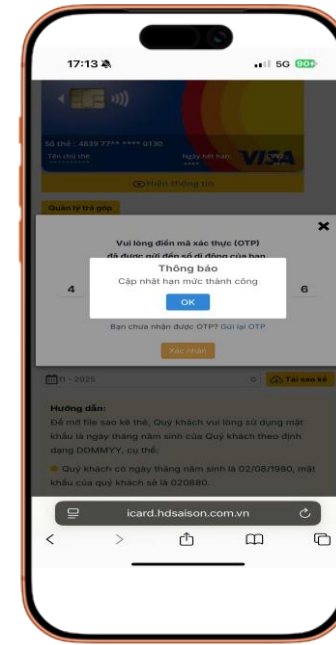 17:13
5G 90+
Số thẻ : 4839 77** **** 0130
Tên chủ thẻ:
Ngày hết hạn:
VISA
Hiện thông tin
Quản lý trả góp
Vui lòng điền mã xác thực (OTP)
đã được gửi đến số di động của bạn
Thông báo
Cập nhật hạn mức thành công
4
6
OK
Bạn chưa nhận được OTP? Gửi lại OTP
Xác nhận
11 - 2025
Tải sao kê
Hướng dẫn:
Để mở file sao kê thẻ, Quý khách vui lòng sử dụng mật
khẩu là ngày tháng năm sinh của Quý khách theo định
dạng DDMMYY, cụ thể:
Quý khách có ngày tháng năm sinh là 02/08/1980, mật
khẩu của quý khách sẽ là 020880.
icard.hdsaison.com.vn